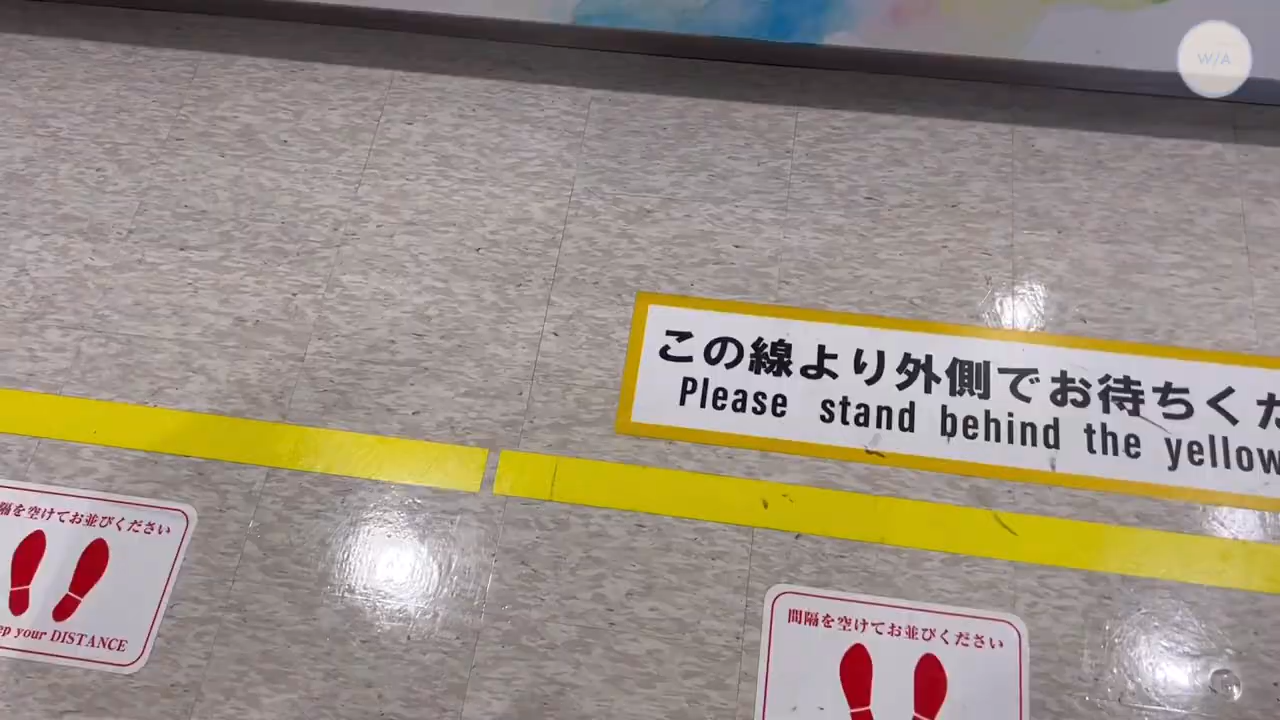 W/A
この線より外側でお待ちくだ
Please stand behind the yellow
隔を空けてお並びください
ep your DISTANCE
間隔を空けてお並びください